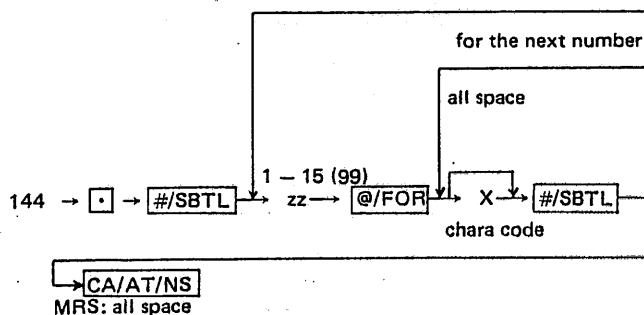 for the next number
all space
1 – 15 (99)
144 → • → #/SBTL → zz → @/FOR → X → #/SBTL
chara code
CA/AT/NS
MRS: all space